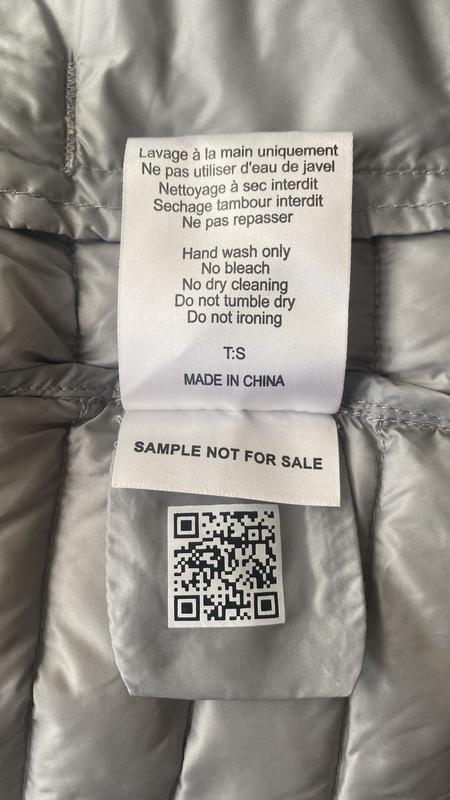 Lavage à la main uniquement
Ne pas utiliser d'eau de javel
Nettoyage à sec interdit
Sechage tambour interdit
Ne pas repasser
Hand wash only
No bleach
No dry cleaning
Do not tumble dry
Do not ironing
T:S
MADE IN CHINA
SAMPLE NOT FOR SALE